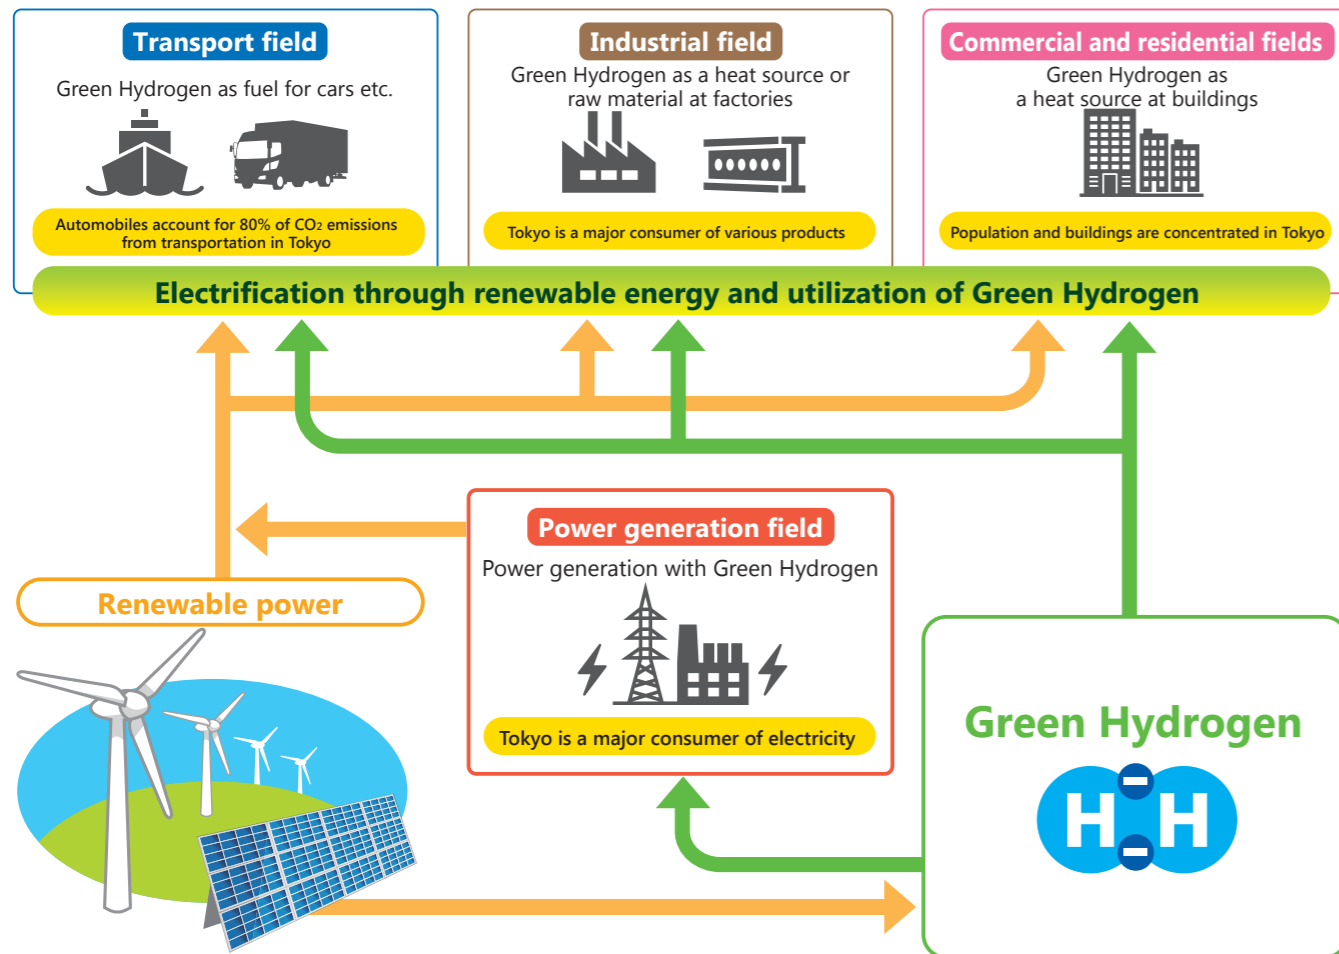 Transport field
Green Hydrogen as fuel for cars etc.
Automobiles account for 80% of CO₂ emissions
from transportation in Tokyo
Industrial field
Green Hydrogen as a heat source or
raw material at factories
Tokyo is a major consumer of various products
Commercial and residential fields
Green Hydrogen as
a heat source at buildings
Population and buildings are concentrated in Tokyo
Electrification through renewable energy and utilization of Green Hydrogen
Power generation field
Power generation with Green Hydrogen
Tokyo is a major consumer of electricity
Renewable power
Green Hydrogen
H H